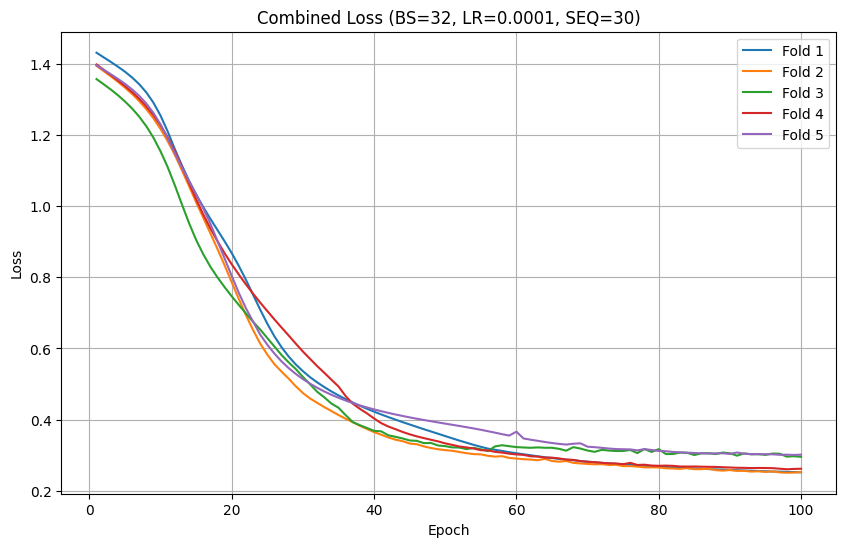 Combined Loss (BS=32, LR=0.0001, SEQ=30)
Fold 1
Fold 2
Fold 3
Fold 4
Fold 5
Loss
1.4
1.2
1.0
0.8
0.6
0.4
0.2
0 20 40 60 80 100
Epoch